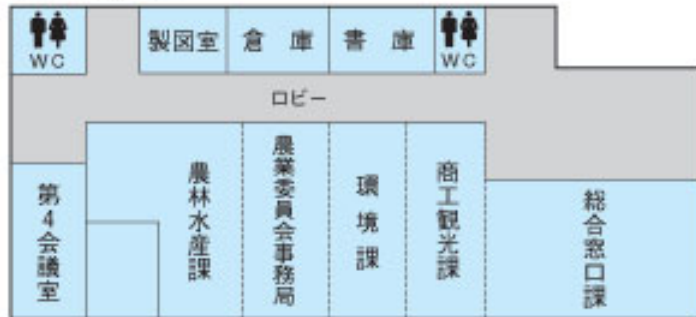 WC
製図室
倉庫
書庫
WC
ロビー
第4会議室
農林水産課
農業委員会事務局
環境課
商工観光課
総合窓口課